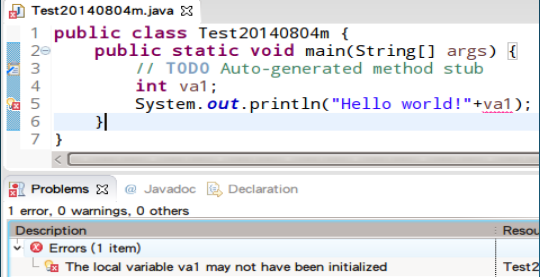 Test20140804m.java
1 public class Test20140804m {
2 public static void main(String[] args) {
3 // TODO Auto-generated method stub
4 int va1;
5 System.out.println("Hello world!"+va1);
6 }
7 }
Problems @ Javadoc Declaration
1 error, 0 warnings, 0 others
Description Resou
Errors (1 item)
The local variable va1 may not have been initialized Test2